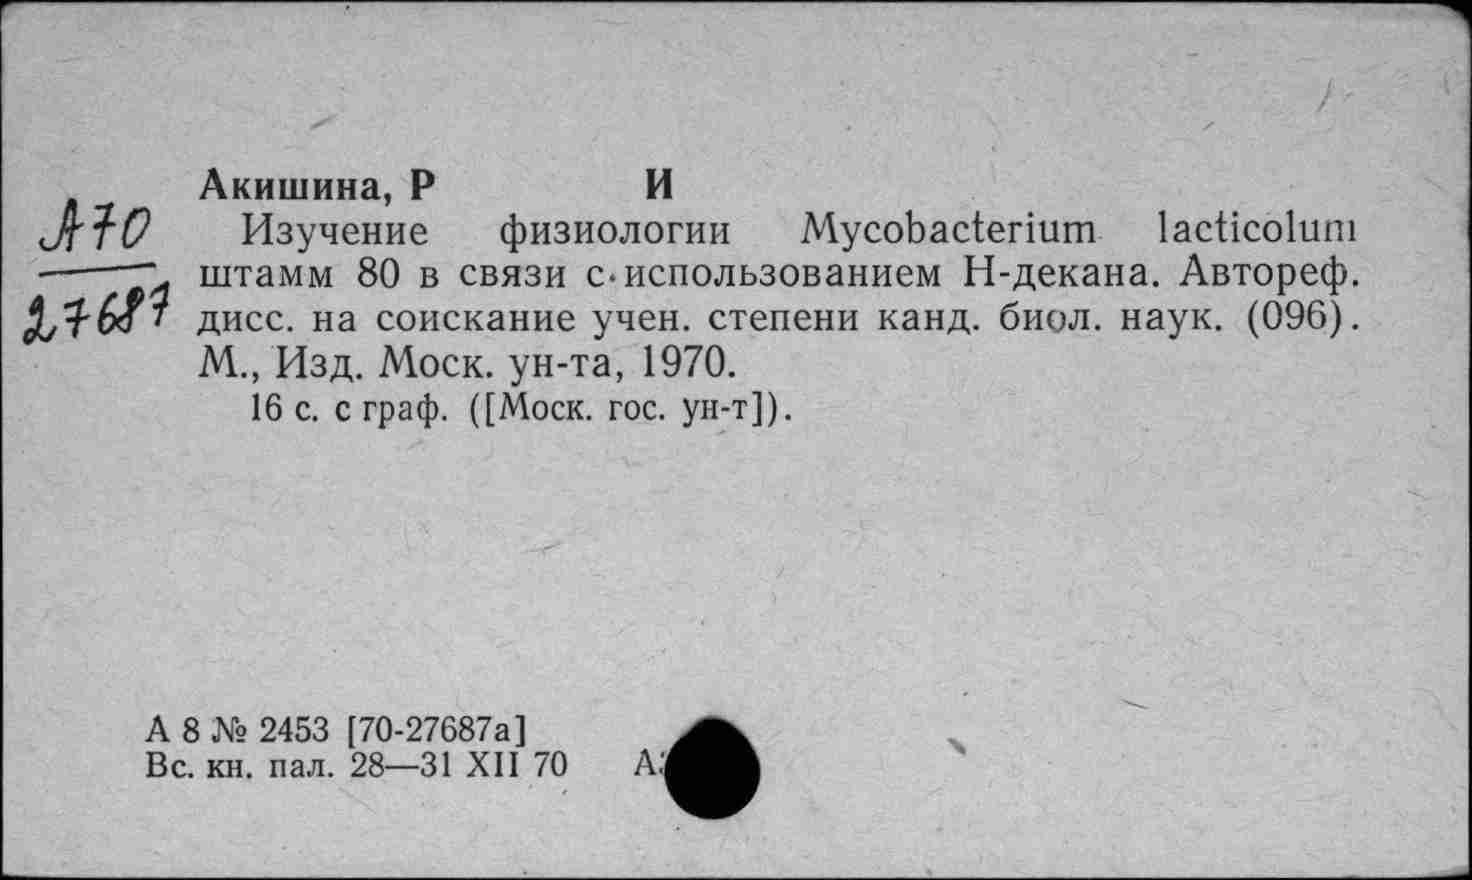 Акишина, Р И
А70
27687
Изучение физиологии Mycobacterium lacticolum
штамм 80 в связи с использованием Н-декана. Автореф.
дисс. на соискание учен. степени канд. биол. наук. (096).
М., Изд. Моск. ун-та, 1970.
16 с. с граф. ([Моск. гос. ун-т]).
А 8 № 2453 [70-27687а]
Вс. кн. пал. 28—31 XII 70